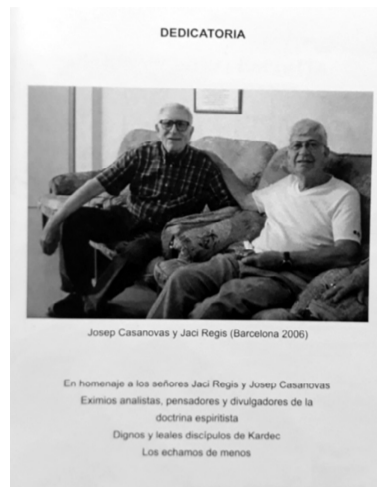 DEDICATORIA
Josep Casanovas y Jaci Regis (Barcelona 2006)
En homenaje a los señores Jaci Regis y Josep Casanovas
Eximios analistas, pensadores y divulgadores de la
doctrina espiritista
Dignos y leales discípulos de Kardec
Los echamos de menos